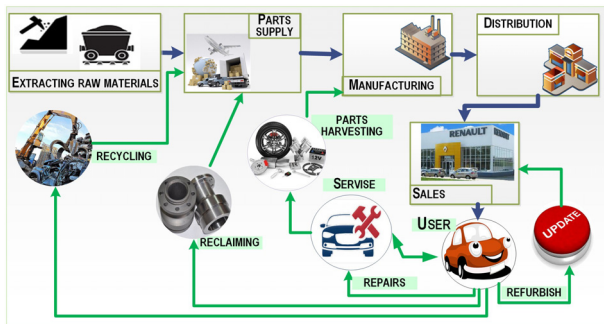 PARTS
SUPPLY
DISTRIBUTION
EXTRACTING RAW MATERIALS
MANUFACTURING
PARTS
HARVESTING
RECYCLING
RENAULT
SERVISE
SALES
USER
UPDATE
RECLAIMING
REPAIRS
REFURBISH